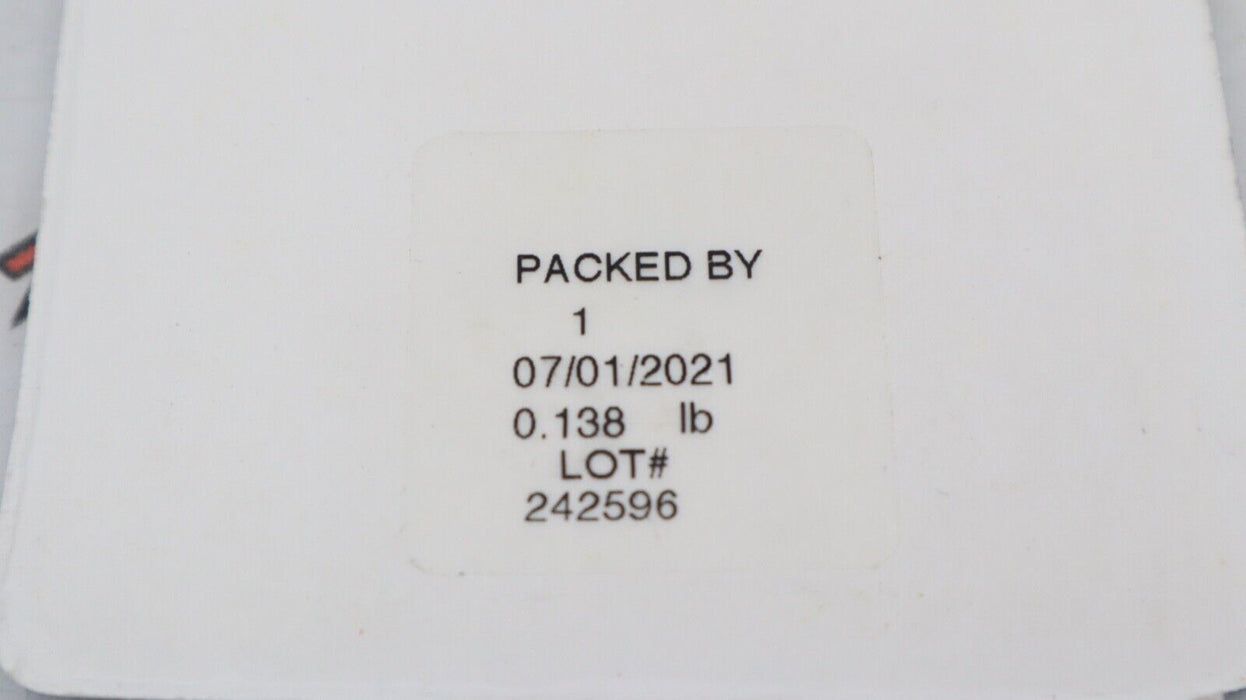 PACKED BY
1
07/01/2021
0.138 lb
LOT#
242596